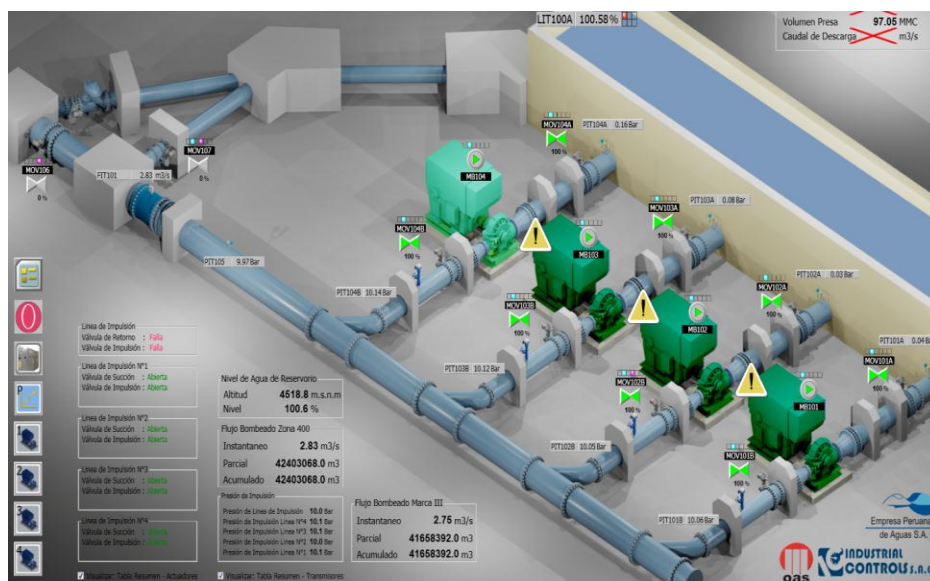 LIT100A 100.58 %
Volumen Presa 97.05 MMC
Caudal de Descarga m3/s
MOV104A
100 %
PIT104A 0.16 Bar
MOV107
0 %
MOV106
0 %
FIT101 2.83 m3/s
MB104
PIT103A 0.08 Bar
MOV103A
100 %
MOV104B
100 %
MB103
PIT105 9.97 Bar
PIT102A 0.03 Bar
MOV102A
100 %
PIT104B 10.14 Bar
MOV103B
100 %
MB102
PIT101A 0.04 Bar
MOV101A
100 %
PIT103B 10.12 Bar
MOV102B
100 %
MB101
PIT102B 10.05 Bar
MOV101B
100 %
PIT101B 10.06 Bar
Linea de Impulsión
Válvula de Retorno : Falla
Válvula de Impulsión : Falla
Linea de Impulsión Nº1
Válvula de Succión : Abierta
Válvula de Impulsión : Abierta
Linea de Impulsión Nº2
Válvula de Succión : Abierta
Válvula de Impulsión : Abierta
Linea de Impulsión Nº3
Válvula de Succión : Abierta
Válvula de Impulsión : Abierta
Linea de Impulsión Nº4
Válvula de Succión : Abierta
Válvula de Impulsión : Abierta
Visualizar: Tabla Resumen - Actuadores
Nivel de Agua de Reservorio
Altitud 4518.8 m.s.n.m
Nivel 100.6 %
Flujo Bombeado Zona 400
Instantaneo 2.83 m3/s
Parcial 42403068.0 m3
Acumulado 42403068.0 m3
Presión de Impulsión
Presión de Linea de Impulsión 10.0 Bar
Presión de Impulsión Linea Nº4 10.1 Bar
Presión de Impulsión Linea Nº3 10.1 Bar
Presión de Impulsión Linea Nº2 10.0 Bar
Presión de Impulsión Linea Nº1 10.1 Bar
Visualizar: Tabla Resumen - Transmisores
Flujo Bombeado Marca III
Instantaneo 2.75 m3/s
Parcial 41658392.0 m3
Acumulado 41658392.0 m3
P
1
2
3
4
Empresa Peruana
de Aguas S.A.
oas
INDUSTRIAL
CONTROLS S.A.C